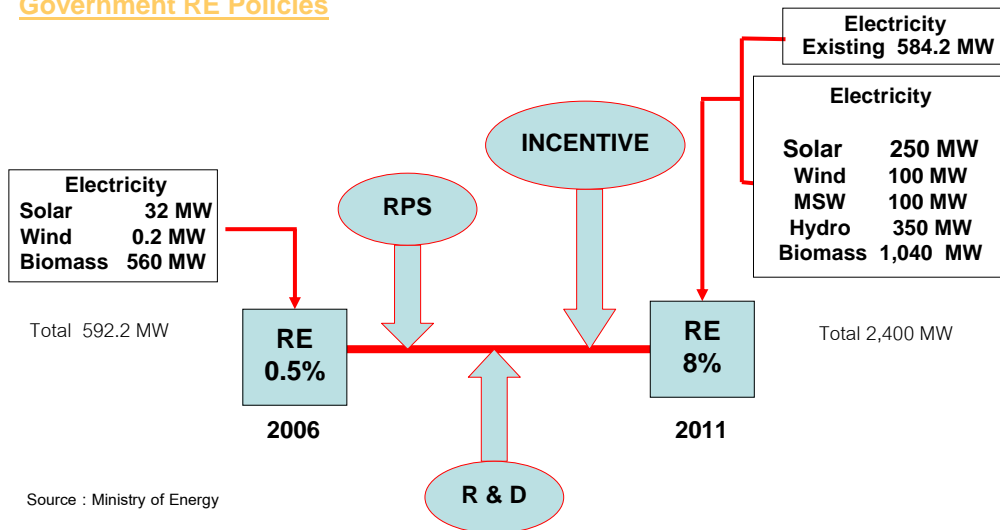 Government RE Policies
Electricity
Existing 584.2 MW
Electricity
Solar 250 MW
Wind 100 MW
MSW 100 MW
Hydro 350 MW
Biomass 1,040 MW
Total 2,400 MW
INCENTIVE
RPS
Electricity
Solar 32 MW
Wind 0.2 MW
Biomass 560 MW
Total 592.2 MW
RE
0.5%
2006
RE
8%
2011
R & D
Source : Ministry of Energy